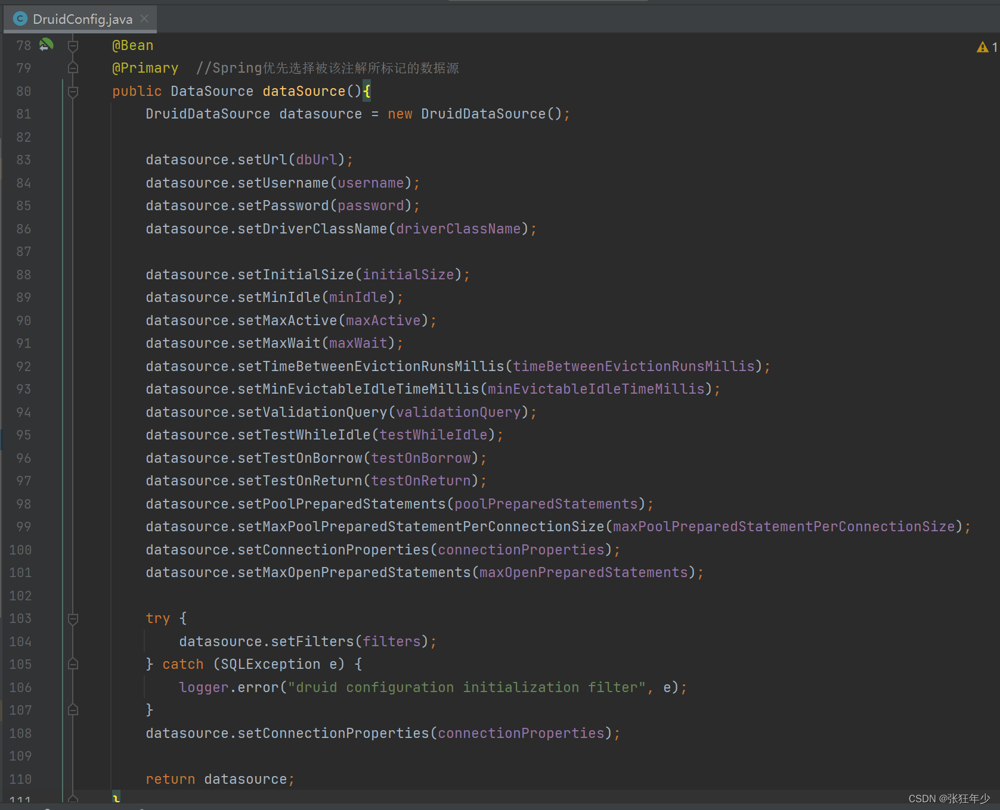 DruidConfig.java
1
78 @Bean
79 @Primary //Spring优先选择被该注解所标记的数据源
80 public DataSource dataSource(){
81 DruidDataSource datasource = new DruidDataSource();
82
83 datasource.setUrl(dbUrl);
84 datasource.setUsername(username);
85 datasource.setPassword(password);
86 datasource.setDriverClassName(driverClassName);
87
88 datasource.setInitialSize(initialSize);
89 datasource.setMinIdle(minIdle);
90 datasource.setMaxActive(maxActive);
91 datasource.setMaxWait(maxWait);
92 datasource.setTimeBetweenEvictionRunsMillis(timeBetweenEvictionRunsMillis);
93 datasource.setMinEvictableIdleTimeMillis(minEvictableIdleTimeMillis);
94 datasource.setValidationQuery(validationQuery);
95 datasource.setTestWhileIdle(testWhileIdle);
96 datasource.setTestOnBorrow(testOnBorrow);
97 datasource.setTestOnReturn(testOnReturn);
98 datasource.setPoolPreparedStatements(poolPreparedStatements);
99 datasource.setMaxPoolPreparedStatementPerConnectionSize(maxPoolPreparedStatementPerConnectionSize);
100 datasource.setConnectionProperties(connectionProperties);
101 datasource.setMaxOpenPreparedStatements(maxOpenPreparedStatements);
102
103 try {
104 datasource.setFilters(filters);
105 } catch (SQLException e) {
106 logger.error("druid configuration initialization filter", e);
107 }
108 datasource.setConnectionProperties(connectionProperties);
109
110 return datasource;
111 }
CSDN @张狂年少